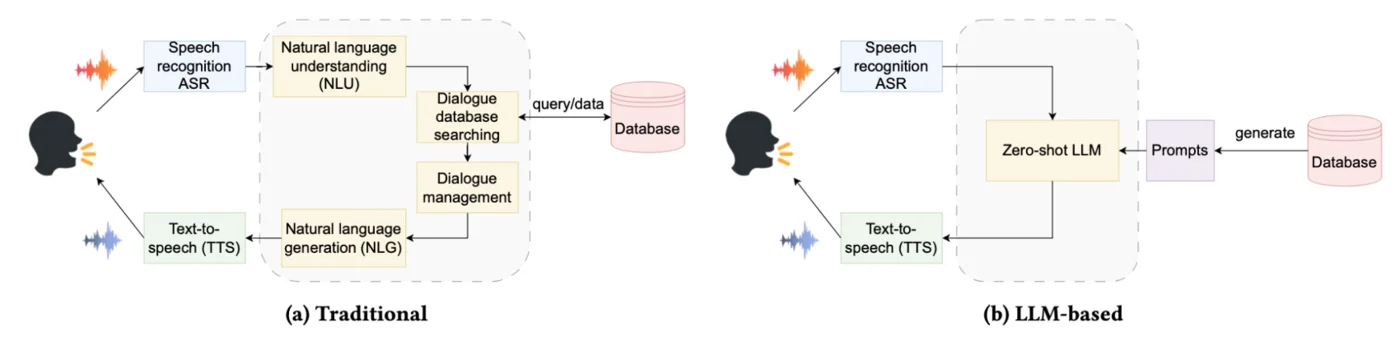 Speech
recognition
ASR
Natural language
understanding
(NLU)
Dialogue
database
searching
query/data
Database
Dialogue
management
Natural language
generation (NLG)
Text-to-
speech (TTS)
(a) Traditional
Speech
recognition
ASR
Zero-shot LLM
Prompts
generate
Database
Text-to-
speech (TTS)
(b) LLM-based